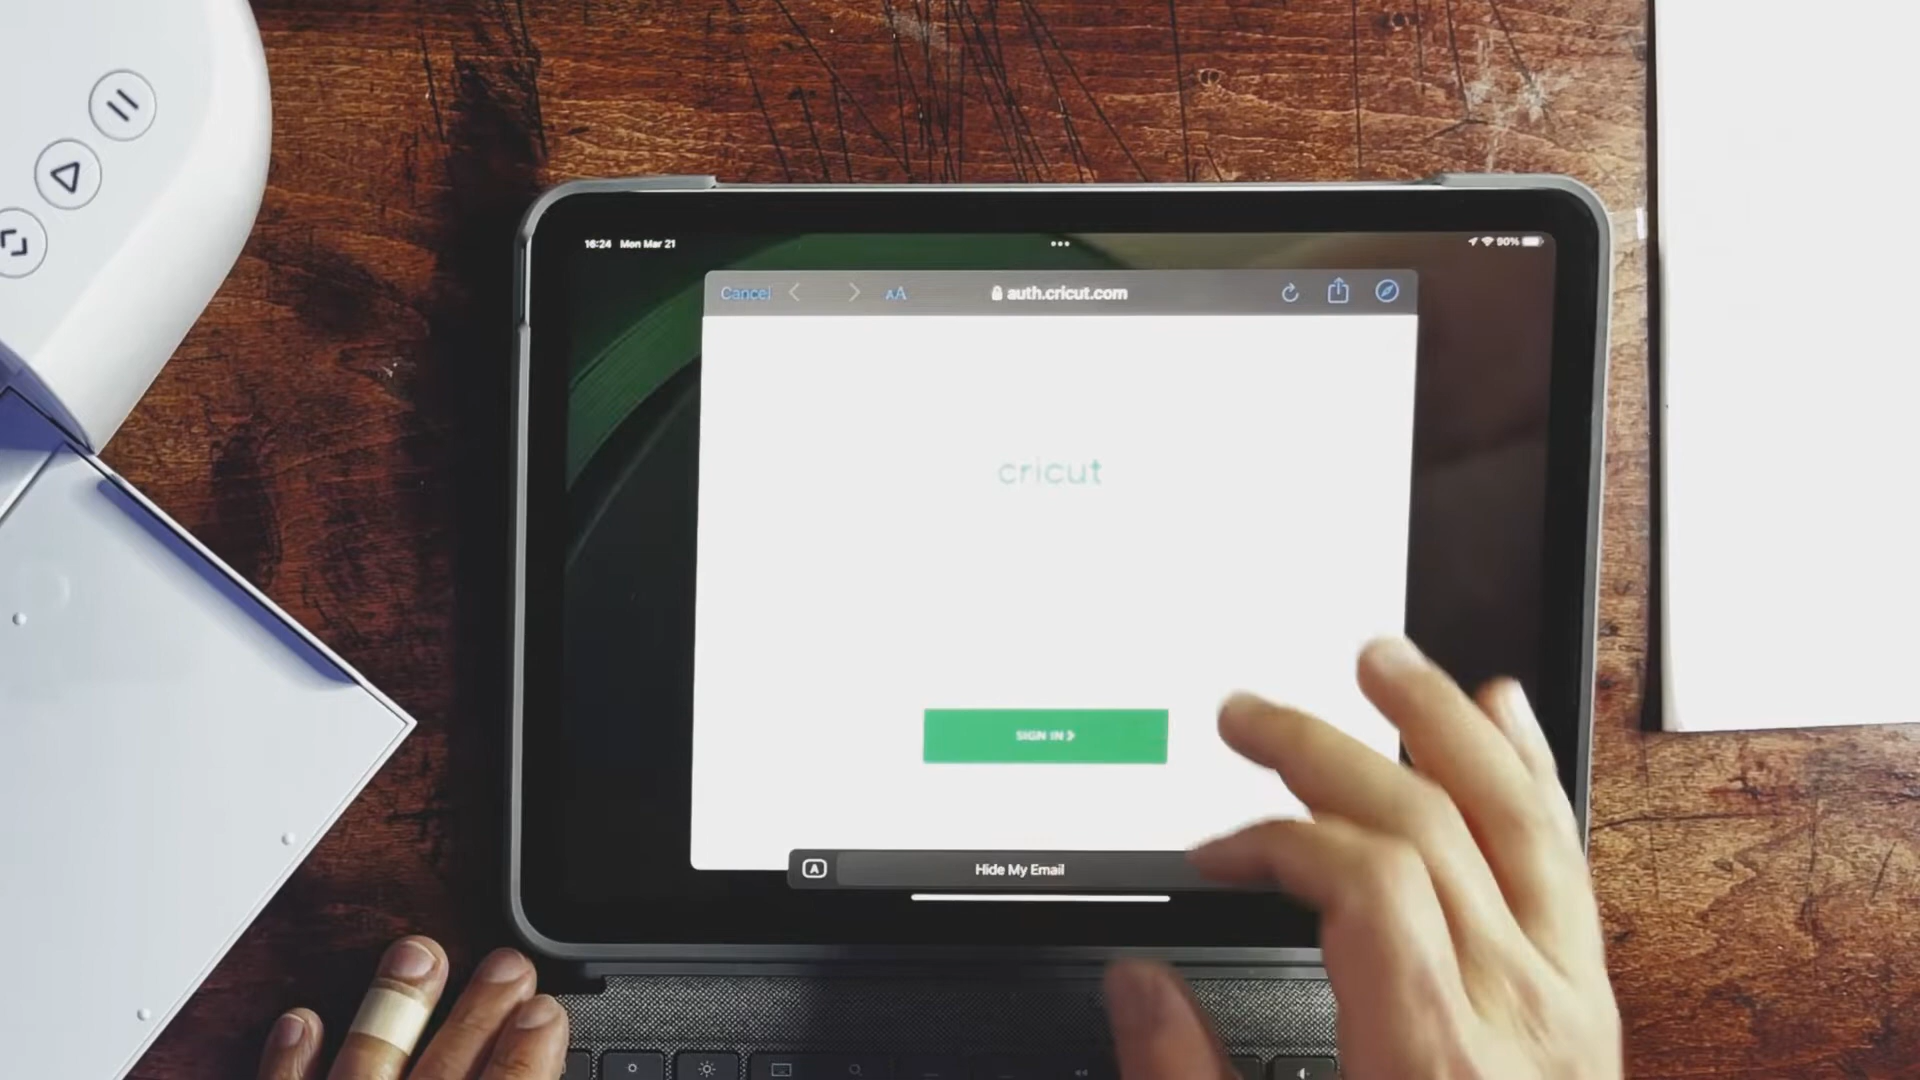 16:24 Mon Mar 21
90%
Cancel
AA
auth.cricut.com
cricut
SIGN IN >
A
Hide My Email